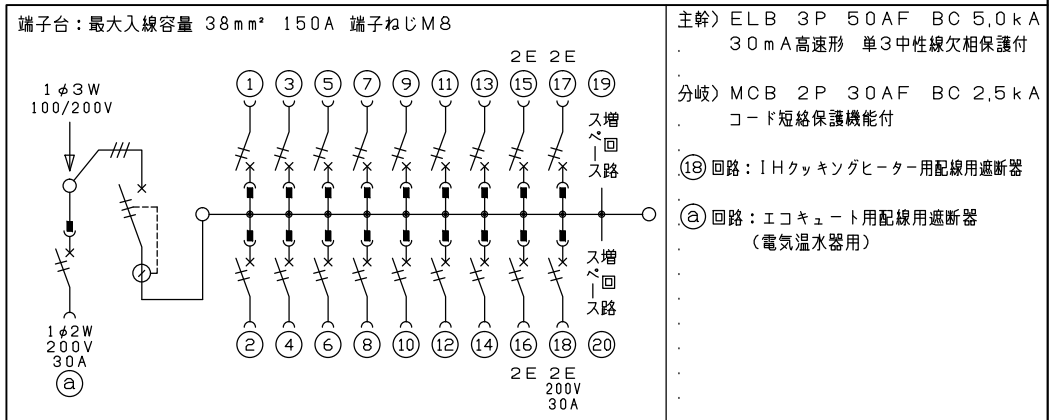 端子台：最大入線容量 38mm² 150A 端子ねじM8
2E 2E
1 3 5 7 9 11 13 15 17 19
1φ3W
100/200V
増回路
スペース
増回路
スペース
2 4 6 8 10 12 14 16 18 20
2E 2E
200V
30A
1φ2W
200V
30A
a
主幹）ELB 3P 50AF BC 5,0kA
30mA高速形 単3中性線欠相保護付
分岐）MCB 2P 30AF BC 2,5kA
コード短絡保護機能付
⑱回路：IHクッキングヒーター用配線用遮断器
ⓐ回路：エコキュート用配線用遮断器
（電気温水器用）